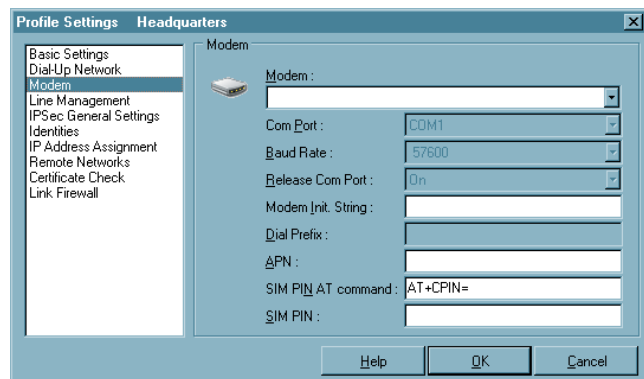 Profile Settings Headquarters
Basic Settings
Dial-Up Network
Modem
Line Management
IPSec General Settings
Identities
IP Address Assignment
Remote Networks
Certificate Check
Link Firewall
Modem
Modem :
Com Port : COM1
Baud Rate : 57600
Release Com Port : On
Modem Init. String :
Dial Prefix :
APN :
SIM PIN AT command : AT+CPIN=
SIM PIN :
Help OK Cancel